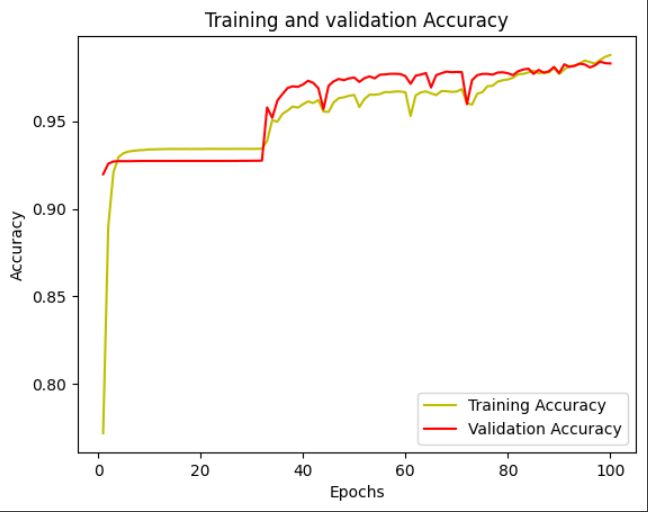 Training and validation Accuracy
Accuracy
0.95
0.90
0.85
0.80
Training Accuracy
Validation Accuracy
0 20 40 60 80 100
Epochs